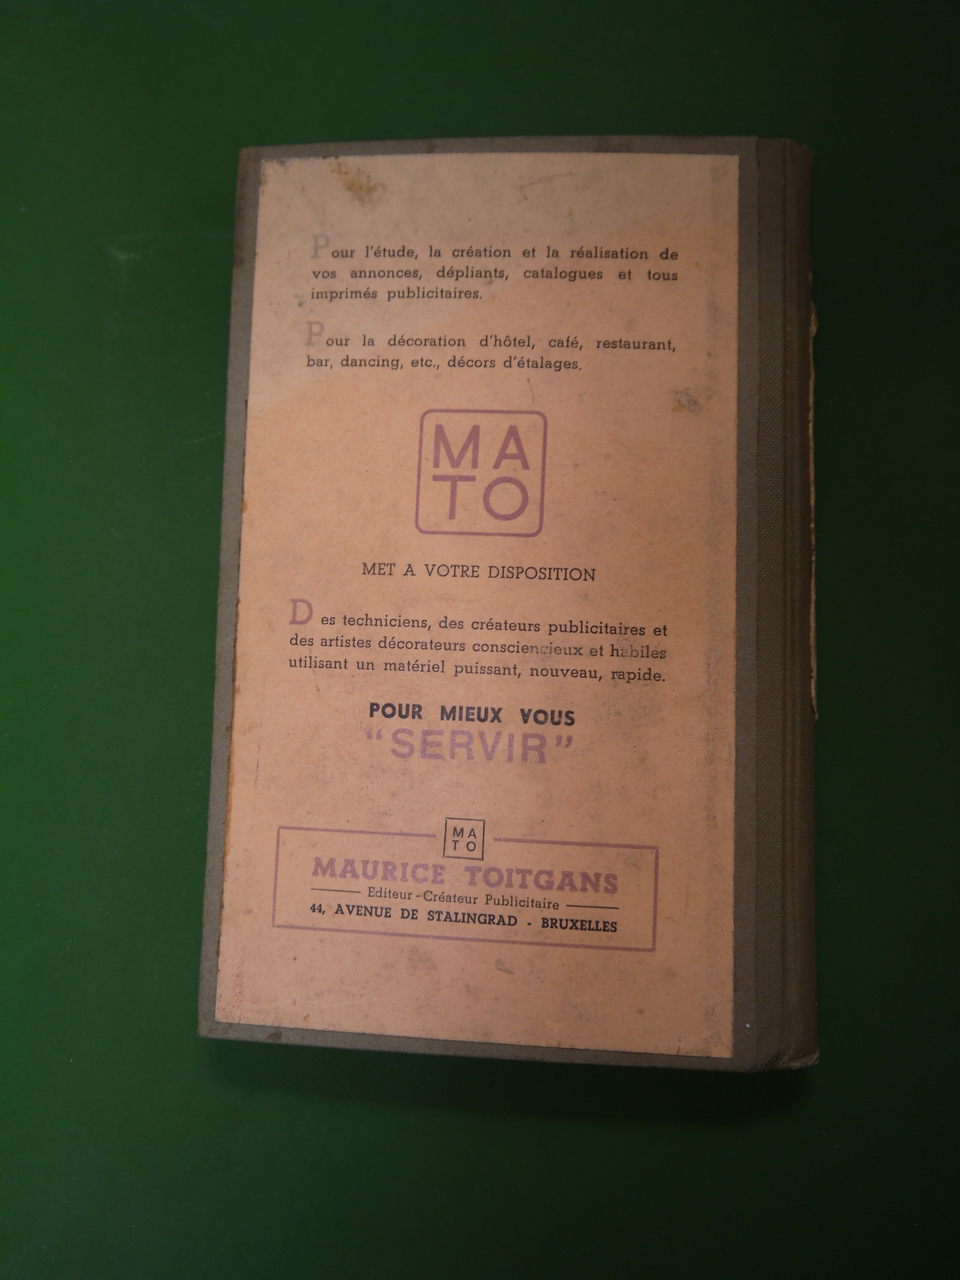 Pour l'étude, la création et la réalisation de
vos annonces, dépliants, catalogues et tous
imprimés publicitaires.
Pour la décoration d'hôtel, café, restaurant,
bar, dancing, etc., décors d'étalages.
MA
TO
MET A VOTRE DISPOSITION
Des techniciens, des créateurs publicitaires et
des artistes décorateurs consciencieux et habiles
utilisant un matériel puissant, nouveau, rapide.
POUR MIEUX VOUS
“SERVIR”
MA
TO
MAURICE TOITGANS
Editeur - Créateur Publicitaire
44, AVENUE DE STALINGRAD - BRUXELLES